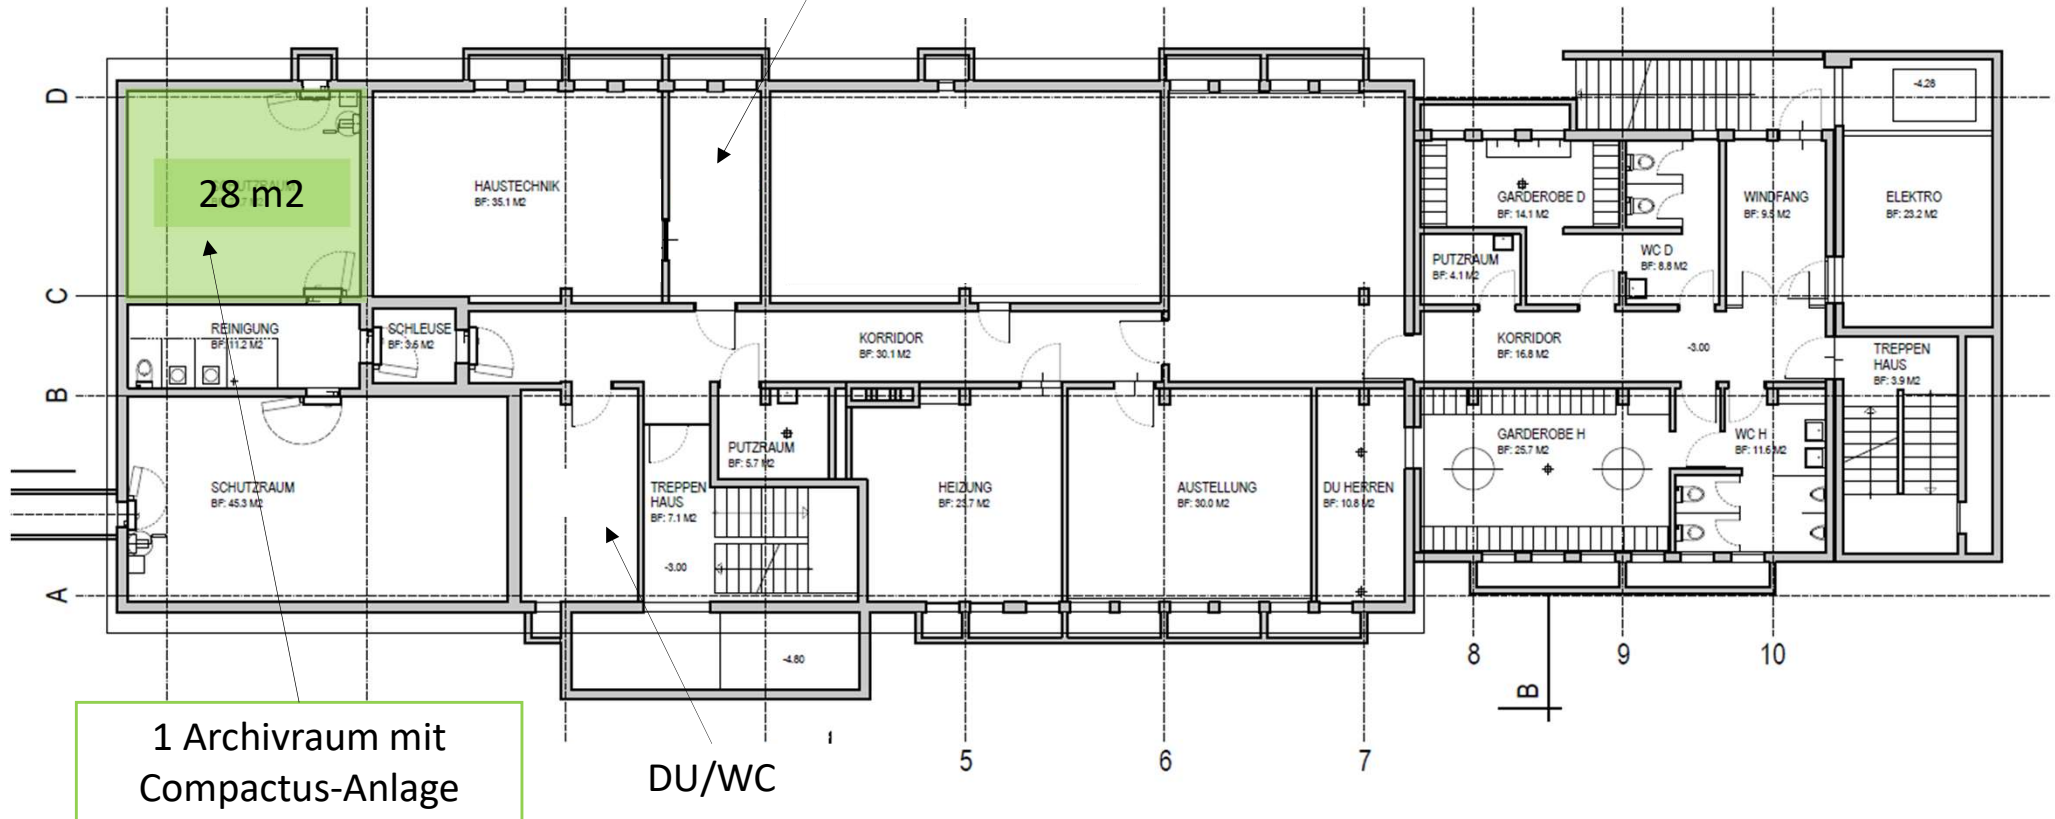 D
-4.28
28 m2
HAUSTECHNIK
BF: 35.1 M2
GARDEROBE D
BF: 14.1 M2
WINDFANG
BF: 9.5 M2
ELEKTRO
BF: 23.2 M2
PUTZRAUM
BF: 4.1 M2
WC D
BF: 8.8 M2
C
REINIGUNG
BF: 11.2 M2
SCHLEUSE
BF: 3.6 M2
KORRIDOR
BF: 30.1 M2
KORRIDOR
BF: 16.8 M2
-3.00
TREPPEN
HAUS
BF: 3.9 M2
B
PUTZRAUM
BF: 5.7 M2
GARDEROBE H
BF: 25.7 M2
WC H
BF: 11.6 M2
SCHUTZRAUM
BF: 45.3 M2
TREPPEN
HAUS
BF: 7.1 M2
HEIZUNG
BF: 23.7 M2
AUSTELLUNG
BF: 30.0 M2
DU HERREN
BF: 10.8 M2
-3.00
A
-4.80
8
9
10
B
5
6
7
1 Archivraum mit
Compactus-Anlage
DU/WC